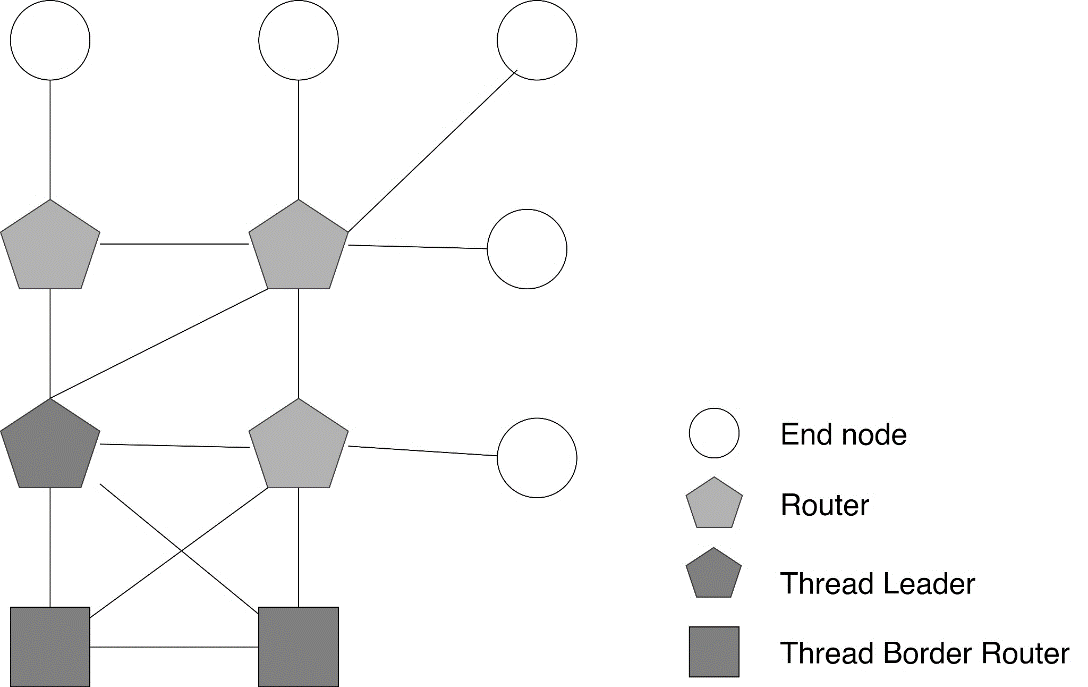 End node
Router
Thread Leader
Thread Border Router